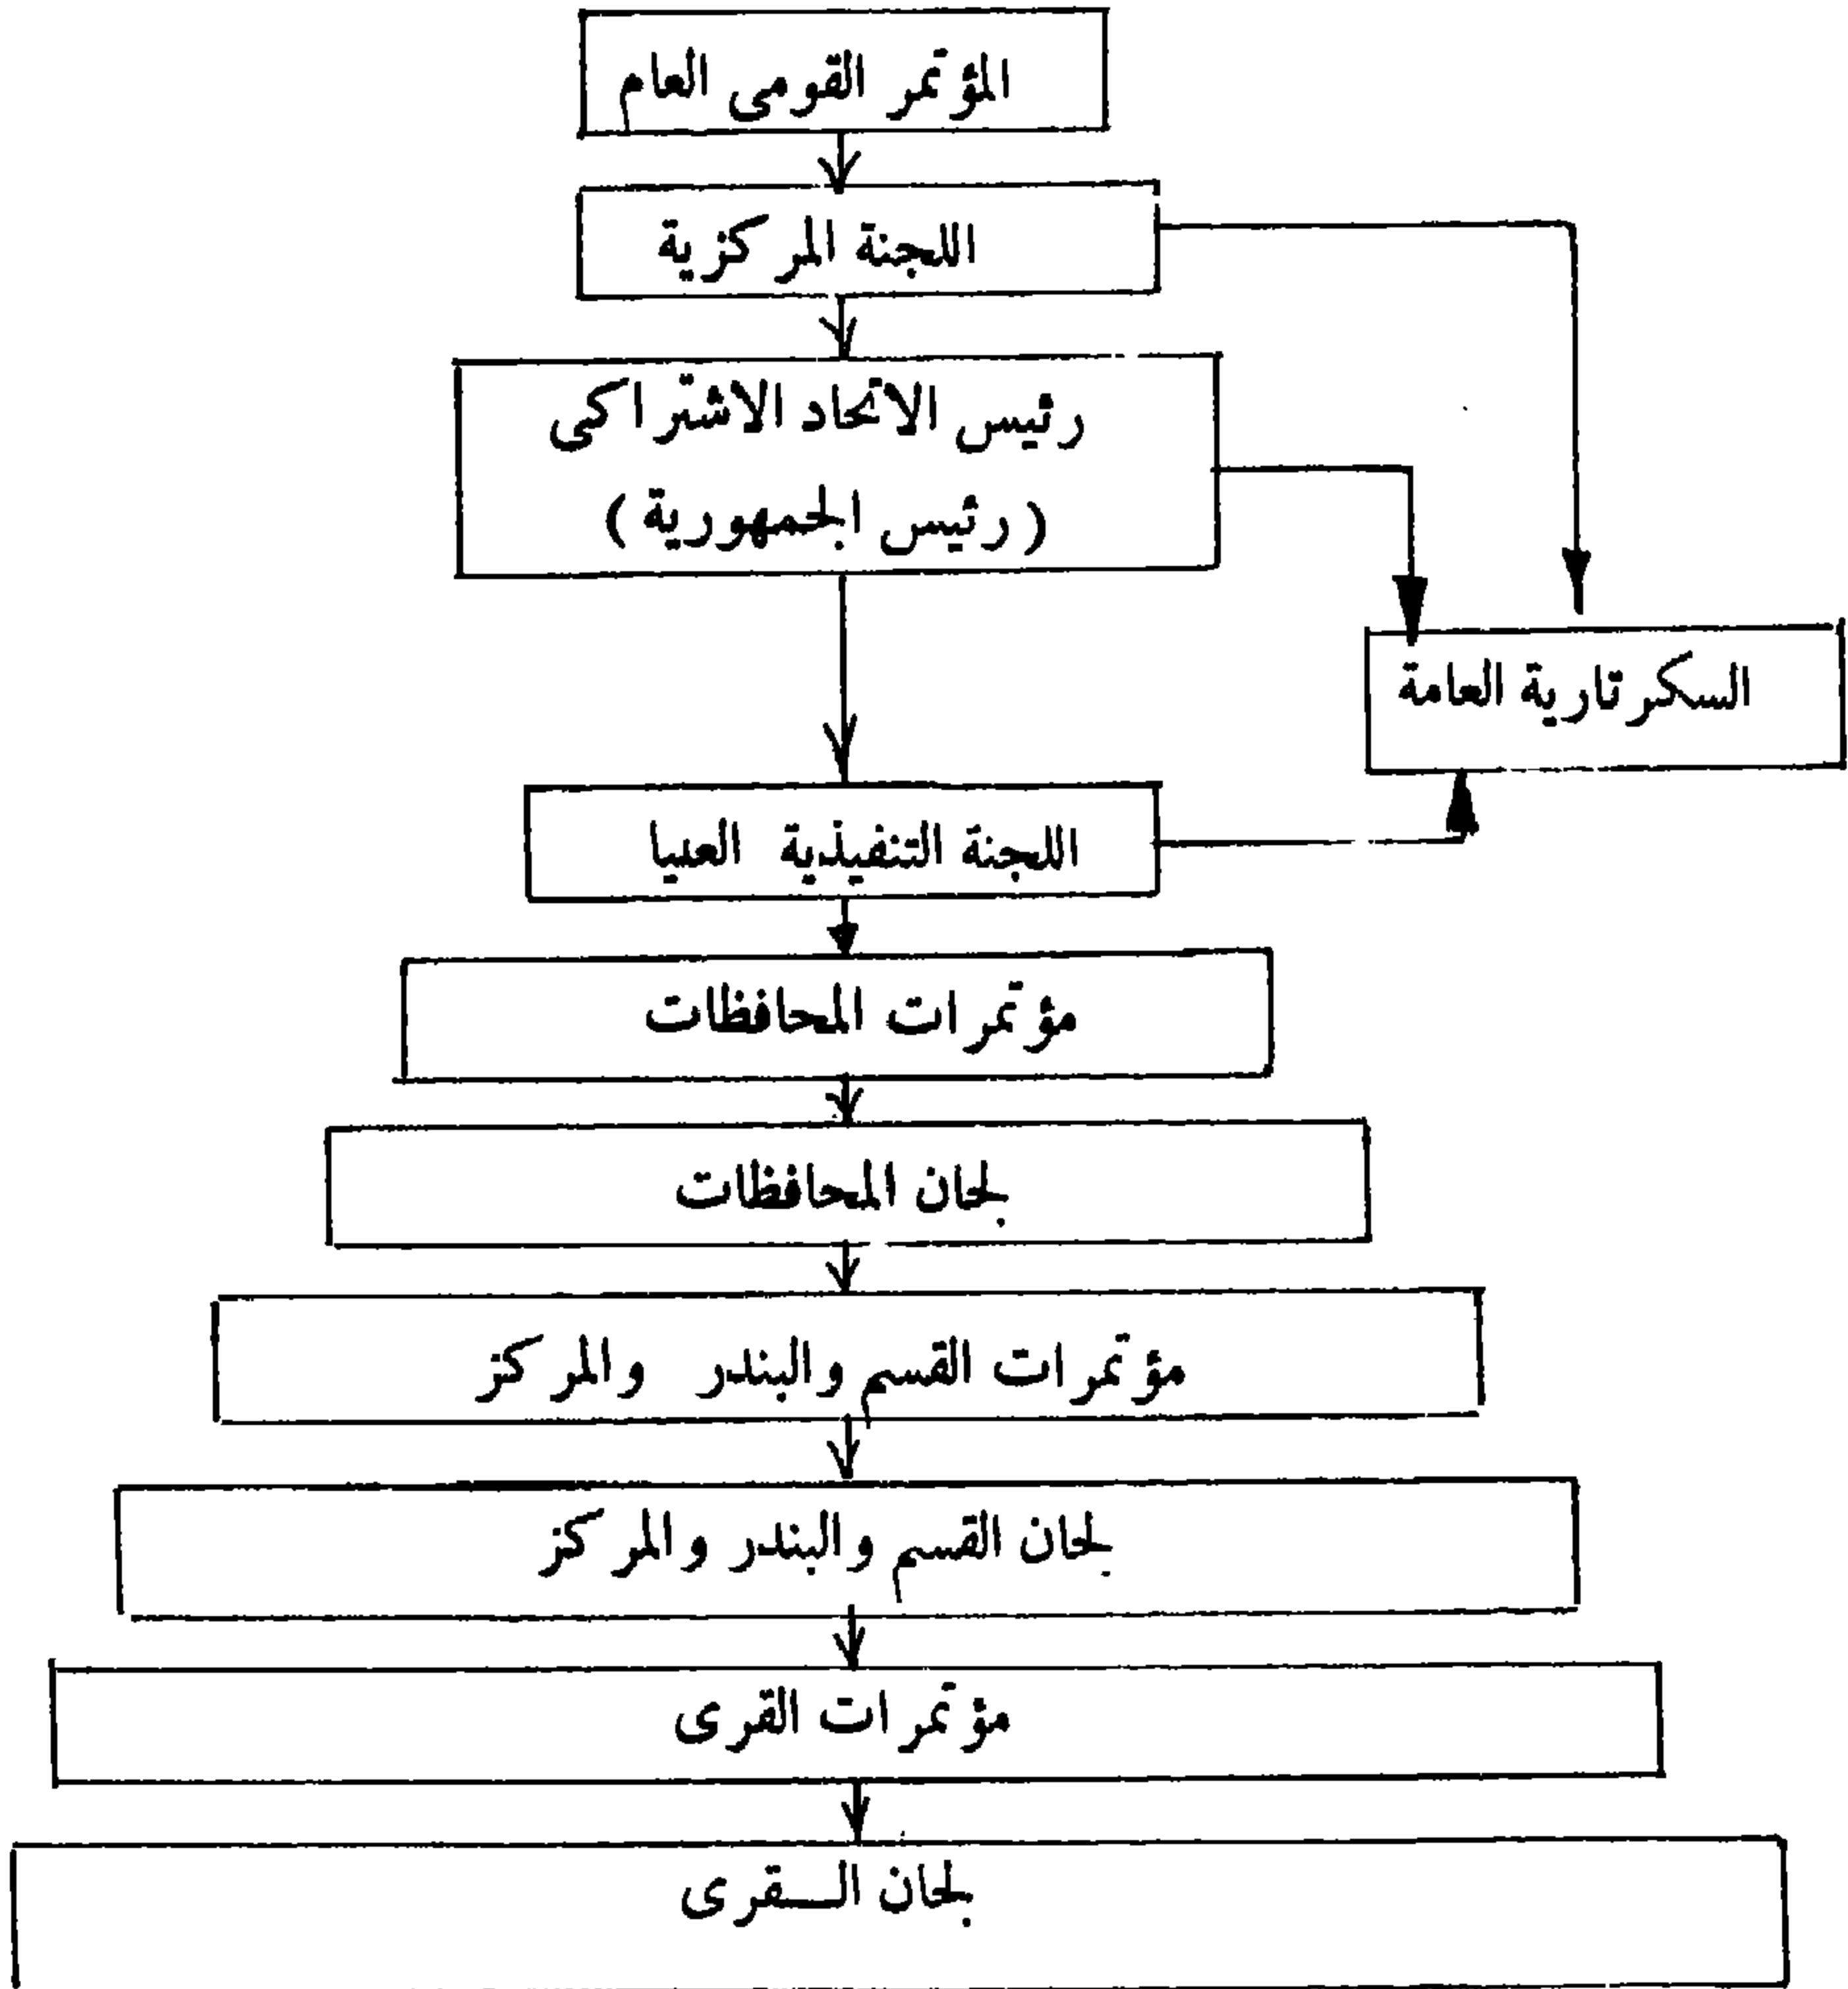 المؤتمر القومى العام
اللجنة المركزية
رئيس الاتحاد الاشتراكى
(رئيس الجمهورية)
السكرتارية العامة
اللجنة التنفيذية العليا
مؤتمرات المحافظات
لجان المحافظات
مؤتمرات القسم والبندر والمركز
لجان القسم والبندر والمركز
مؤتمرات القرى
لجان القرى